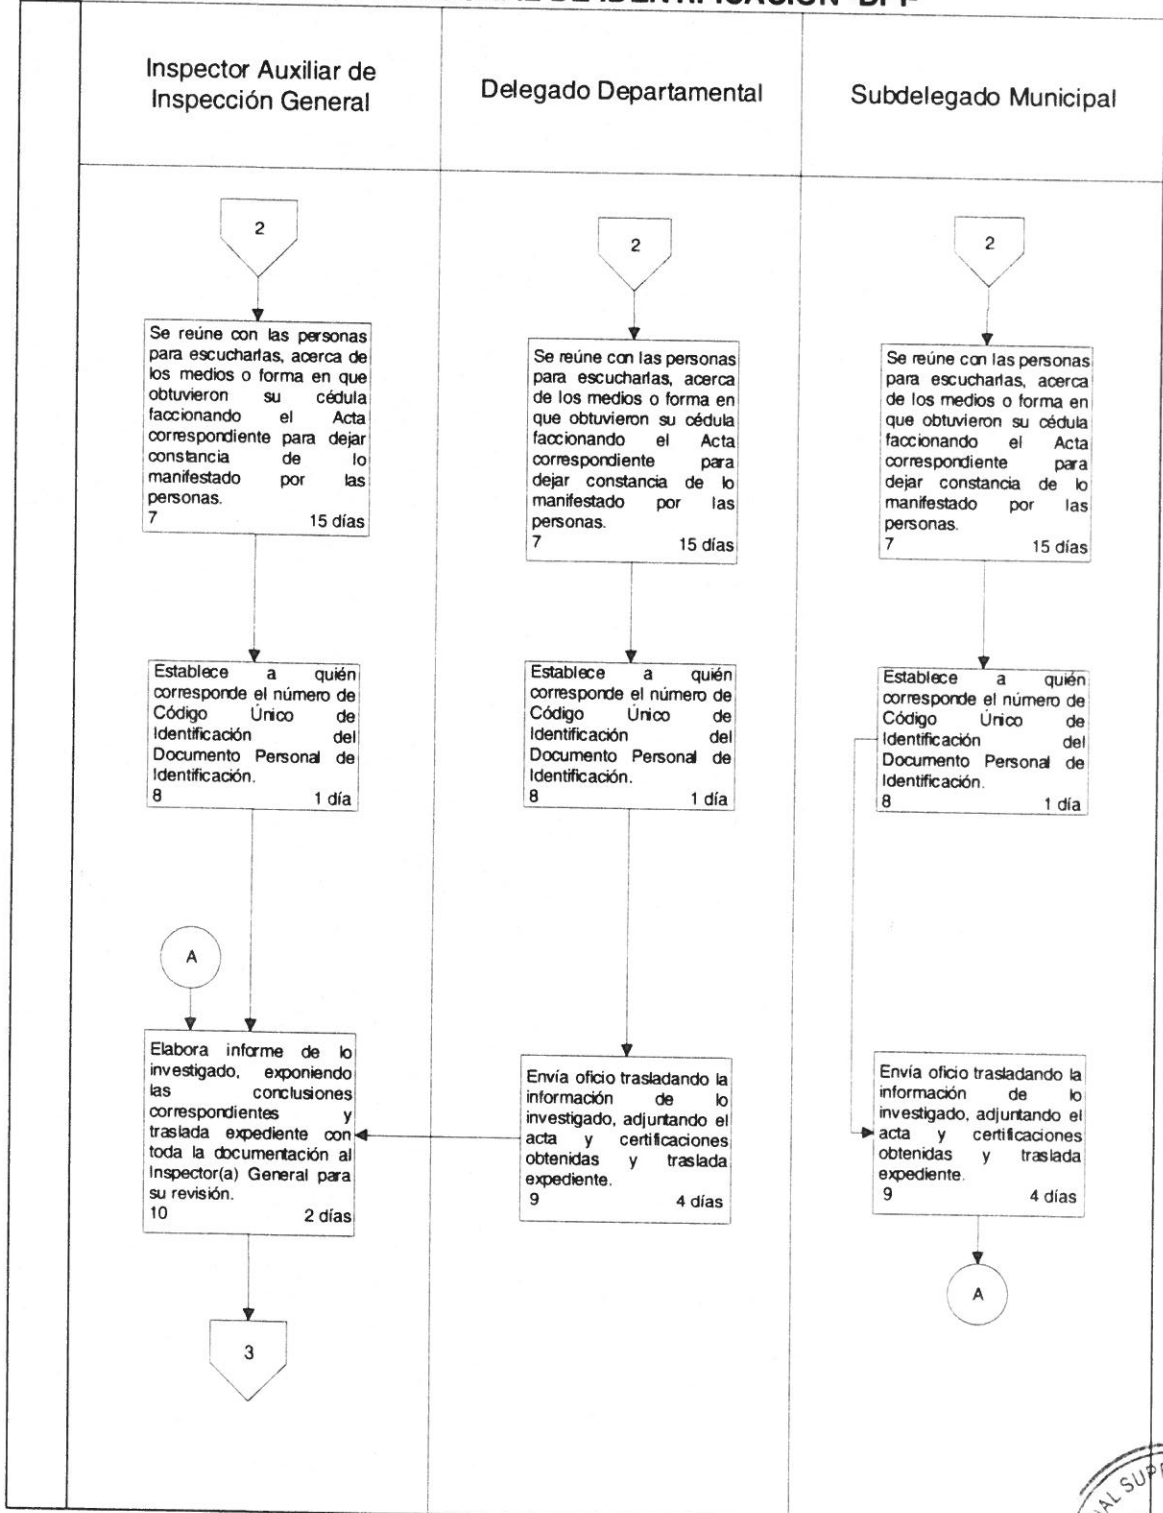 Inspector Auxiliar de
Inspección General
Delegado Departamental
Subdelegado Municipal
2
2
2
Se reúne con las personas
para escucharlas, acerca de
los medios o forma en que
obtuvieron su cédula
faccionando el Acta
correspondiente para dejar
constancia de lo
manifestado por las
personas.
7 15 días
Se reúne con las personas
para escucharlas, acerca
de los medios o forma en
que obtuvieron su cédula
faccionando el Acta
correspondiente para
dejar constancia de lo
manifestado por las
personas.
7 15 días
Se reúne con las personas
para escucharlas, acerca
de los medios o forma en
que obtuvieron su cédula
faccionando el Acta
correspondiente para
dejar constancia de lo
manifestado por las
personas.
7 15 días
Establece a quién
corresponde el número de
Código Único de
Identificación del
Documento Personal de
Identificación.
8 1 día
Establece a quién
corresponde el número de
Código Único de
Identificación del
Documento Personal de
Identificación.
8 1 día
Establece a quién
corresponde el número de
Código Único de
Identificación del
Documento Personal de
Identificación.
8 1 día
A
Elabora informe de lo
investigado, exponiendo
las conclusiones
correspondientes y
traslada expediente con
toda la documentación al
Inspector(a) General para
su revisión.
10 2 días
Envía oficio trasladando la
información de lo
investigado, adjuntando el
acta y certificaciones
obtenidas y traslada
expediente.
9 4 días
Envía oficio trasladando la
información de lo
investigado, adjuntando el
acta y certificaciones
obtenidas y traslada
expediente.
9 4 días
A
3